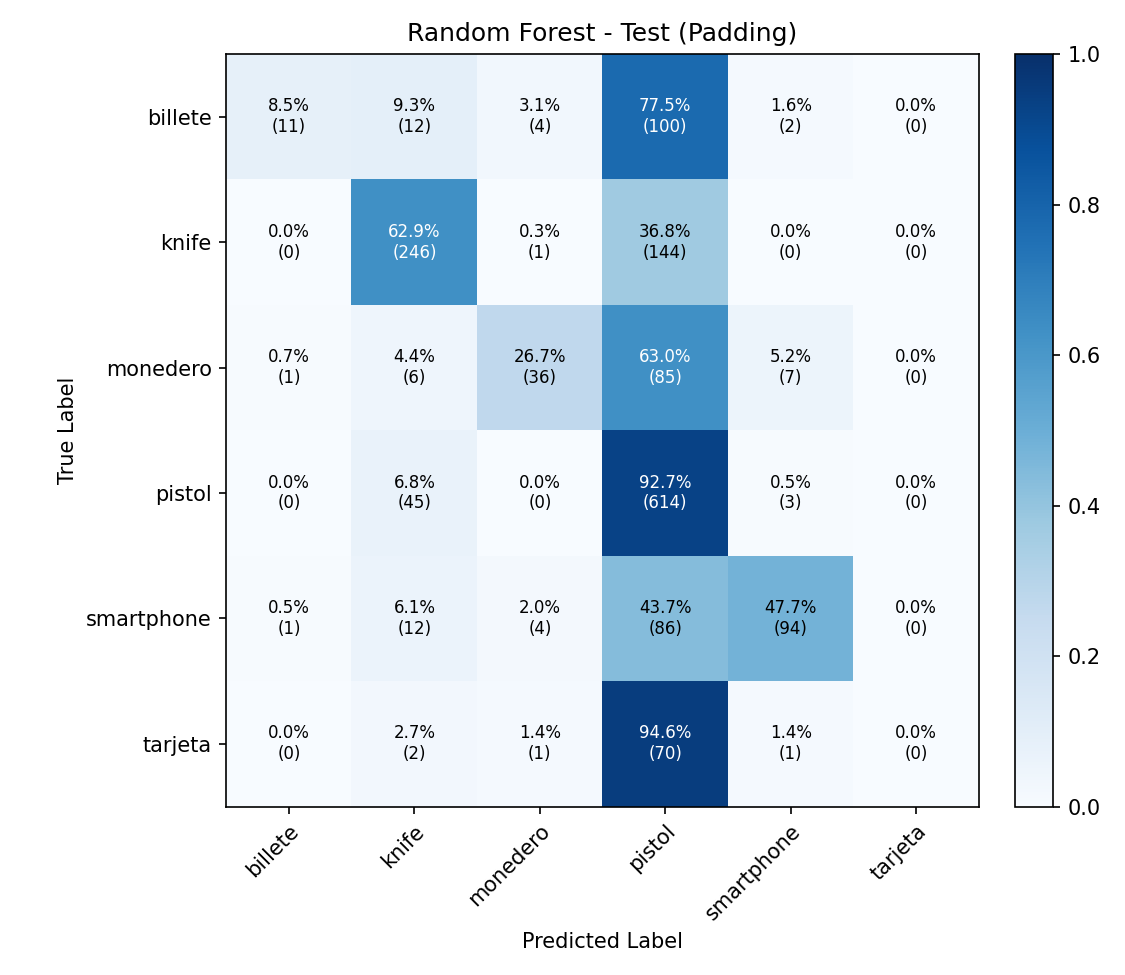 Random Forest - Test (Padding)
billete 8.5% 9.3% 3.1% 77.5% 1.6% 0.0%
(11) (12) (4) (100) (2) (0)
knife 0.0% 62.9% 0.3% 36.8% 0.0% 0.0%
(0) (246) (1) (144) (0) (0)
monedero 0.7% 4.4% 26.7% 63.0% 5.2% 0.0%
(1) (6) (36) (85) (7) (0)
pistol 0.0% 6.8% 0.0% 92.7% 0.5% 0.0%
(0) (45) (0) (614) (3) (0)
smartphone 0.5% 6.1% 2.0% 43.7% 47.7% 0.0%
(1) (12) (4) (86) (94) (0)
tarjeta 0.0% 2.7% 1.4% 94.6% 1.4% 0.0%
(0) (2) (1) (70) (1) (0)
True Label
billete knife monedero pistol smartphone tarjeta
Predicted Label
1.0
0.8
0.6
0.4
0.2
0.0